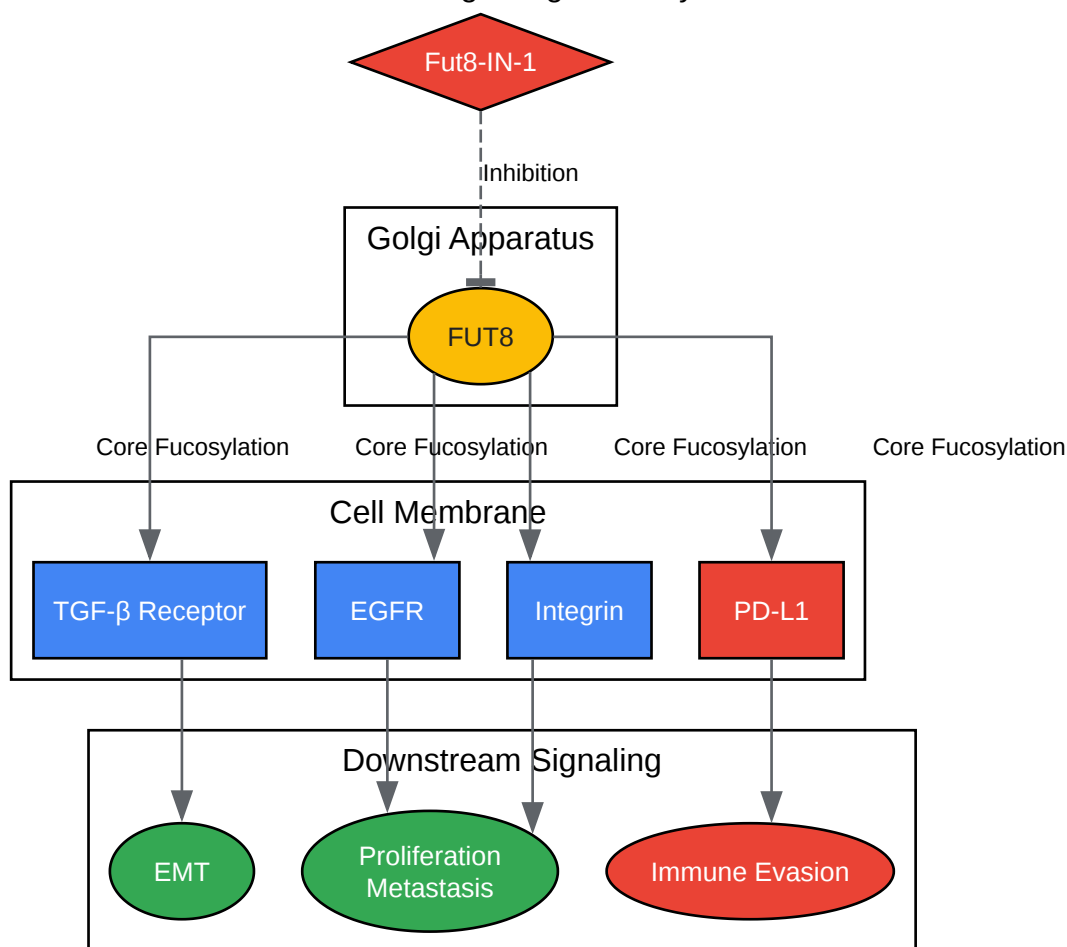 Fut8-IN-1
Inhibition
Golgi Apparatus
FUT8
Core Fucosylation
Core Fucosylation
Core Fucosylation
Core Fucosylation
Cell Membrane
TGF-β Receptor
EGFR
Integrin
PD-L1
Downstream Signaling
EMT
Proliferation
Metastasis
Immune Evasion